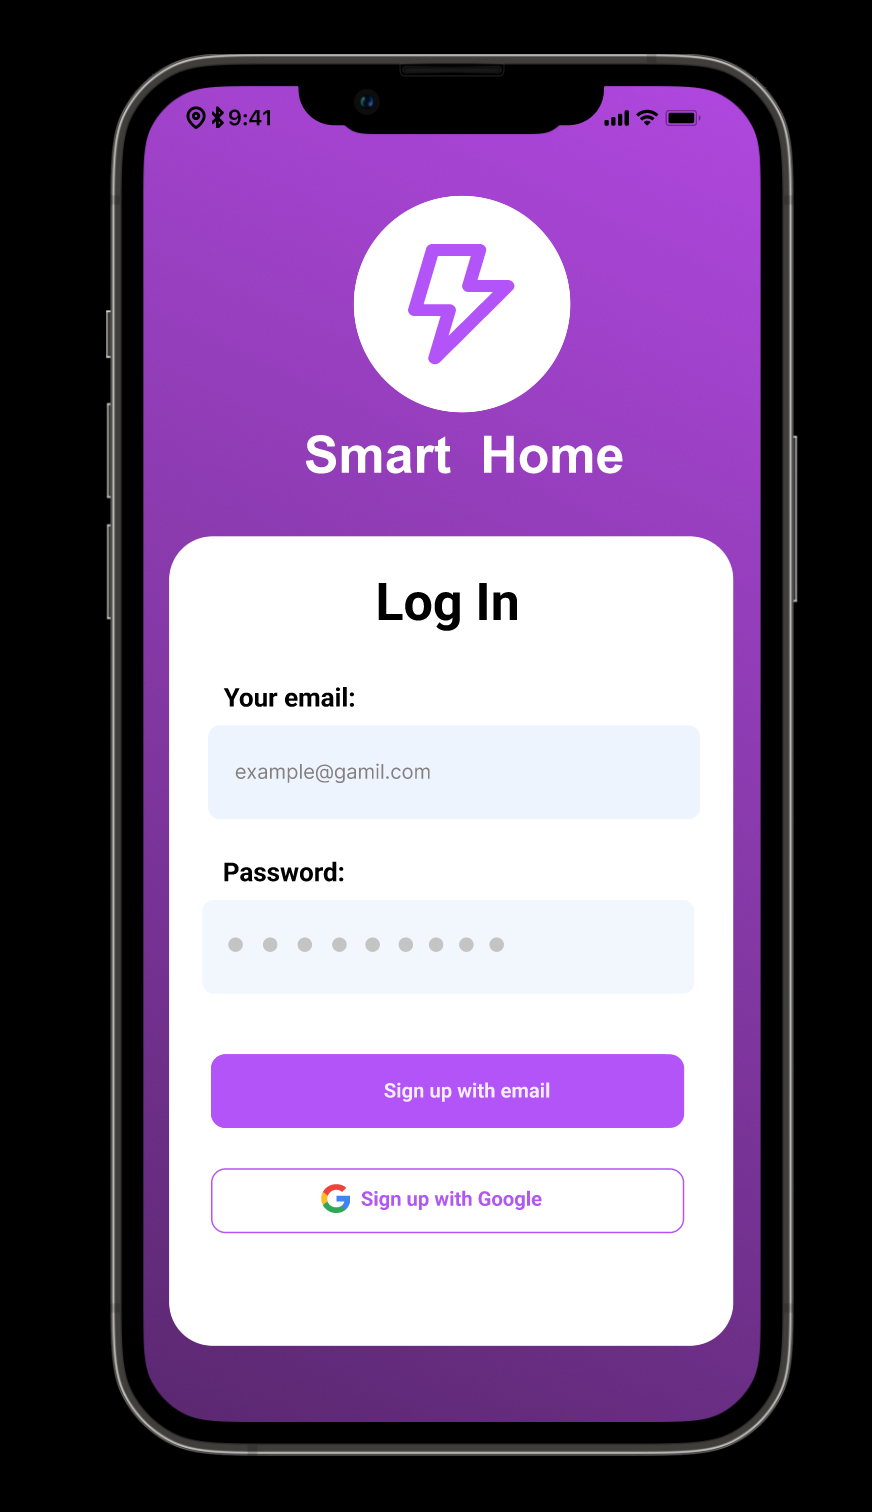 9:41
Smart Home
Log In
Your email:
example@gamil.com
Password:
Sign up with email
Sign up with Google